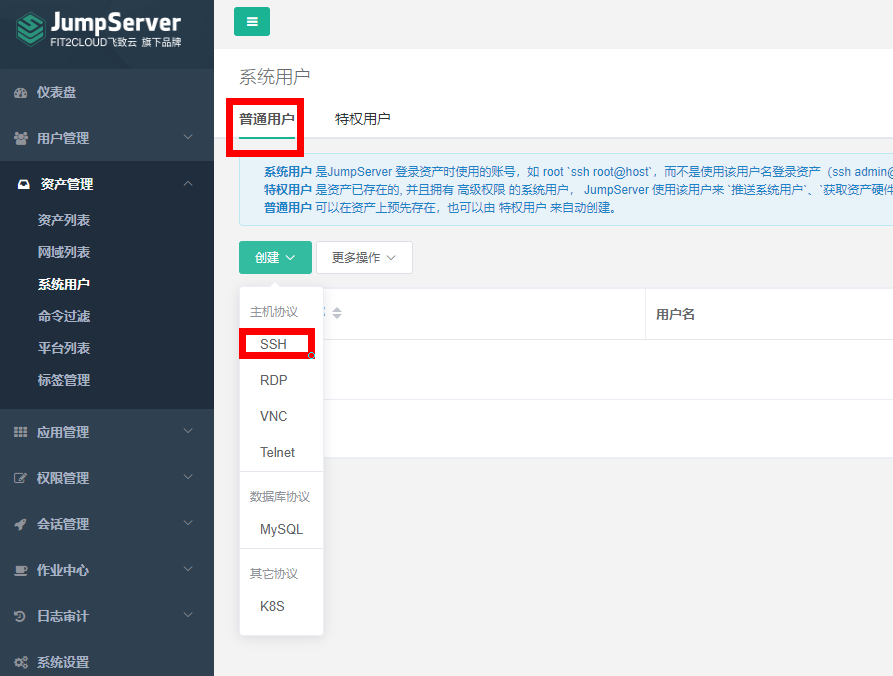 JumpServer
FIT2CLOUD飞致云 旗下品牌
仪表盘
用户管理
资产管理
资产列表
网域列表
系统用户
命令过滤
平台列表
标签管理
应用管理
权限管理
会话管理
作业中心
日志审计
系统设置
系统用户
普通用户 特权用户
系统用户 是JumpServer 登录资产时使用的账号，如 root `ssh root@host`，而不是使用该用户名登录资产（ssh admin@
特权用户 是资产已存在的, 并且拥有 高级权限 的系统用户， JumpServer 使用该用户来 `推送系统用户`、`获取资产硬件
普通用户 可以在资产上预先存在，也可以由 特权用户 来自动创建。
创建 更多操作
用户名
主机协议
SSH
RDP
VNC
Telnet
数据库协议
MySQL
其它协议
K8S